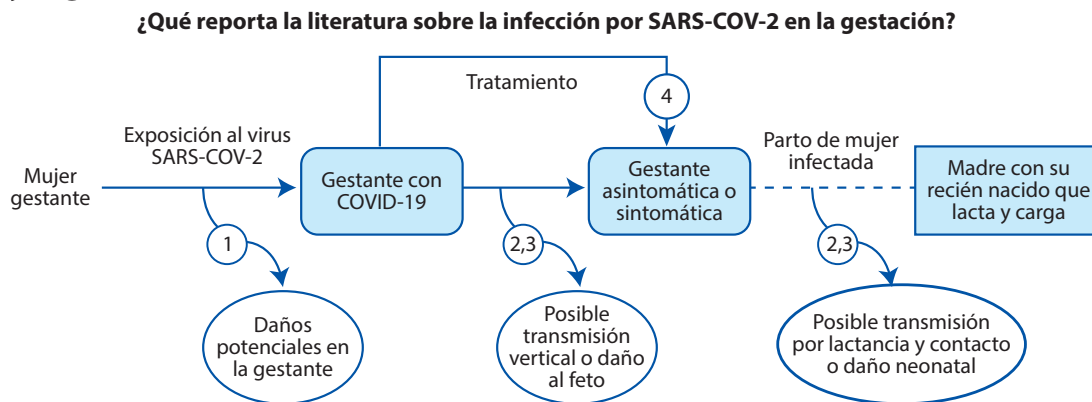 ¿Qué reporta la literatura sobre la infección por SARS-COV-2 en la gestación?
Tratamiento
4
Exposición al virus
SARS-COV-2
Mujer
gestante
Gestante con
COVID-19
Gestante
asintomática o
sintomática
Parto de mujer
infectada
Madre con su
recién nacido que
lacta y carga
1
2,3
2,3
Daños
potenciales en
la gestante
Posible
transmisión
vertical o daño
al feto
Posible transmisión
por lactancia y contacto
o daño neonatal